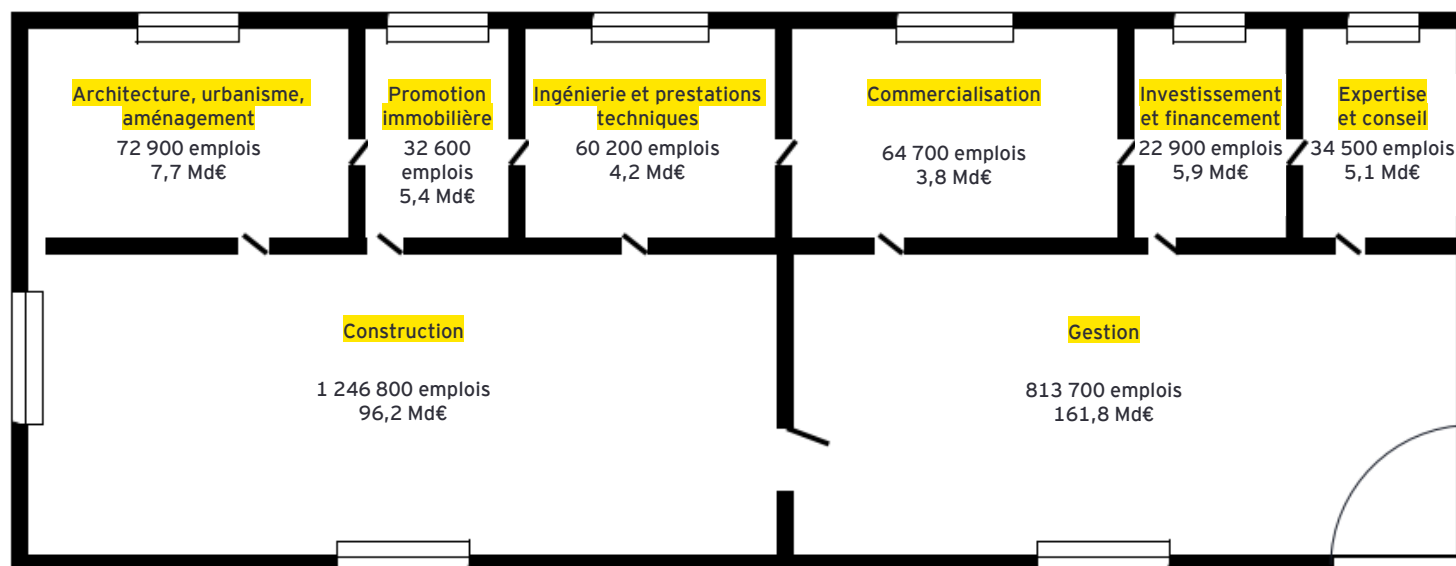 Architecture, urbanisme,
aménagement
72 900 emplois
7,7 Md€
Promotion
immobilière
32 600
emplois
5,4 Md€
Ingénierie et prestations
techniques
60 200 emplois
4,2 Md€
Commercialisation
64 700 emplois
3,8 Md€
Investissement
et financement
22 900 emplois
5,9 Md€
Expertise
et conseil
34 500 emplois
5,1 Md€
Construction
1 246 800 emplois
96,2 Md€
Gestion
813 700 emplois
161,8 Md€